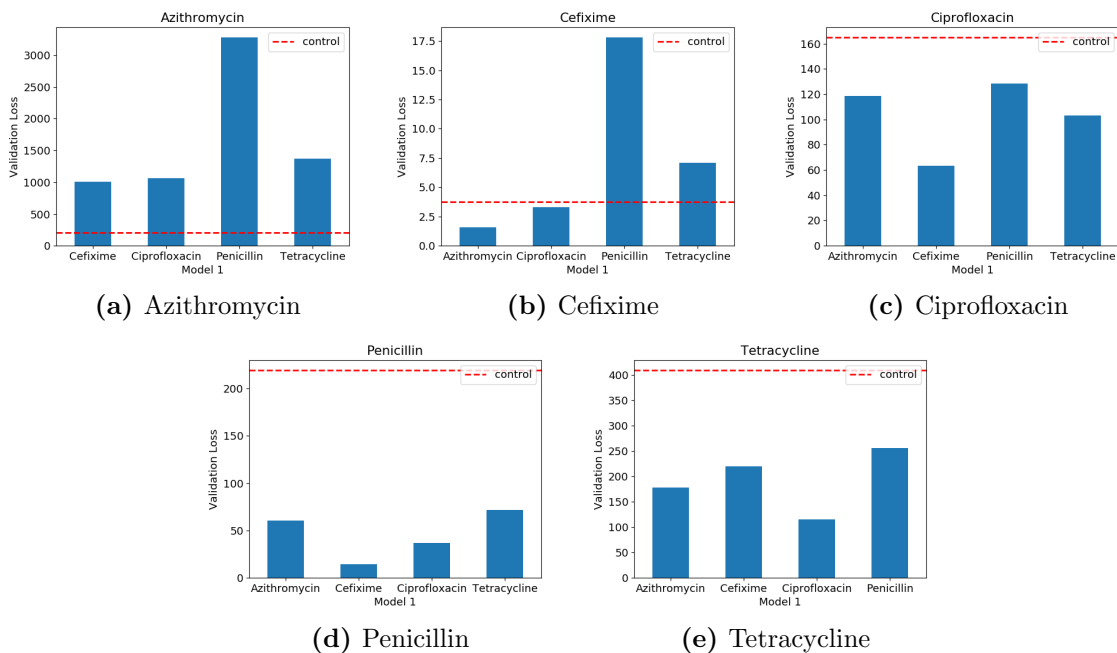 Azithromycin
control
3000
2500
2000
1500
1000
500
0
Validation Loss
Cefixime Ciprofloxacin Penicillin Tetracycline
Model 1
(a) Azithromycin
Cefixime
control
17.5
15.0
12.5
10.0
7.5
5.0
2.5
0.0
Validation Loss
Azithromycin Ciprofloxacin Penicillin Tetracycline
Model 1
(b) Cefixime
Ciprofloxacin
control
160
140
120
100
80
60
40
20
0
Validation Loss
Azithromycin Cefixime Penicillin Tetracycline
Model 1
(c) Ciprofloxacin
Penicillin
control
200
150
100
50
0
Validation Loss
Azithromycin Cefixime Ciprofloxacin Tetracycline
Model 1
(d) Penicillin
Tetracycline
control
400
350
300
250
200
150
100
50
0
Validation Loss
Azithromycin Cefixime Ciprofloxacin Penicillin
Model 1
(e) Tetracycline